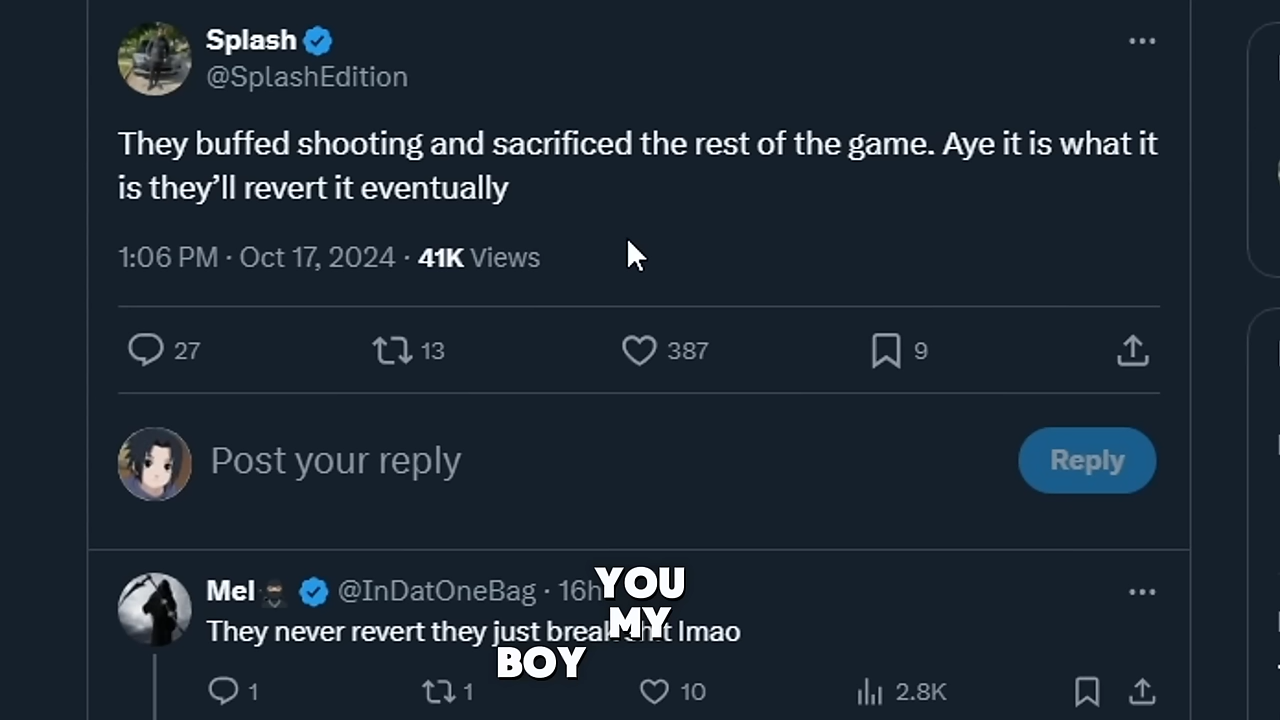 Splash
@SplashEdition
They buffed shooting and sacrificed the rest of the game. Aye it is what it
is they’ll revert it eventually
1:06 PM · Oct 17, 2024 · 41K Views
27 13 387 9
Post your reply
Reply
Mel @InDatOneBag · 16h
They never revert they just break lmao
1 1 10 2.8K
YOU
MY
BOY